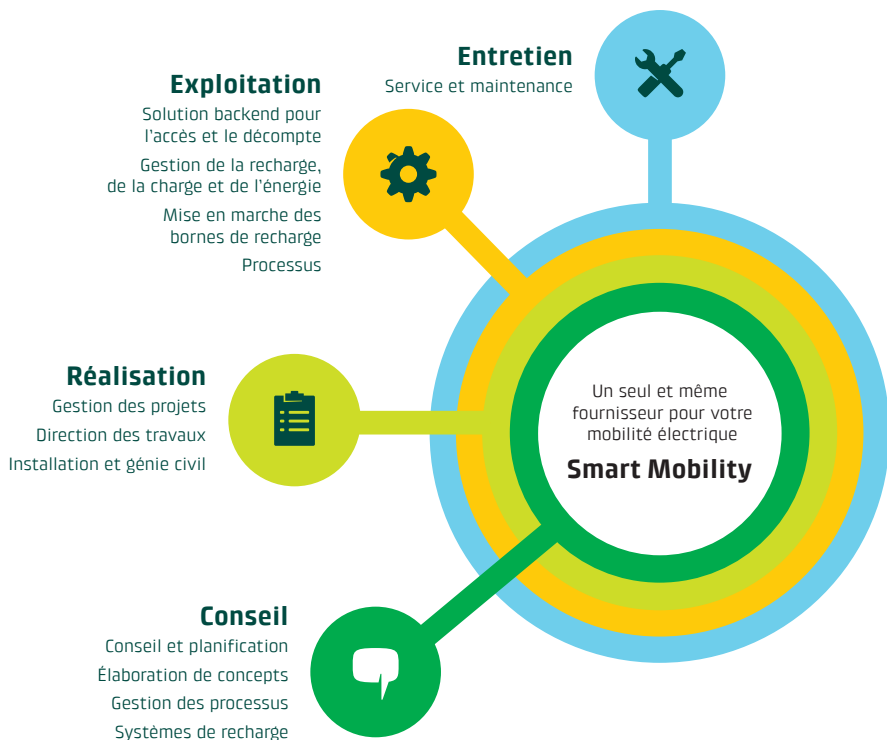 Entretien
Service et maintenance
Exploitation
Solution backend pour
l'accès et le décompte
Gestion de la recharge,
de la charge et de l'énergie
Mise en marche des
bornes de recharge
Processus
Réalisation
Gestion des projets
Direction des travaux
Installation et génie civil
Un seul et même
fournisseur pour votre
mobilité électrique
Smart Mobility
Conseil
Conseil et planification
Élaboration de concepts
Gestion des processus
Systèmes de recharge